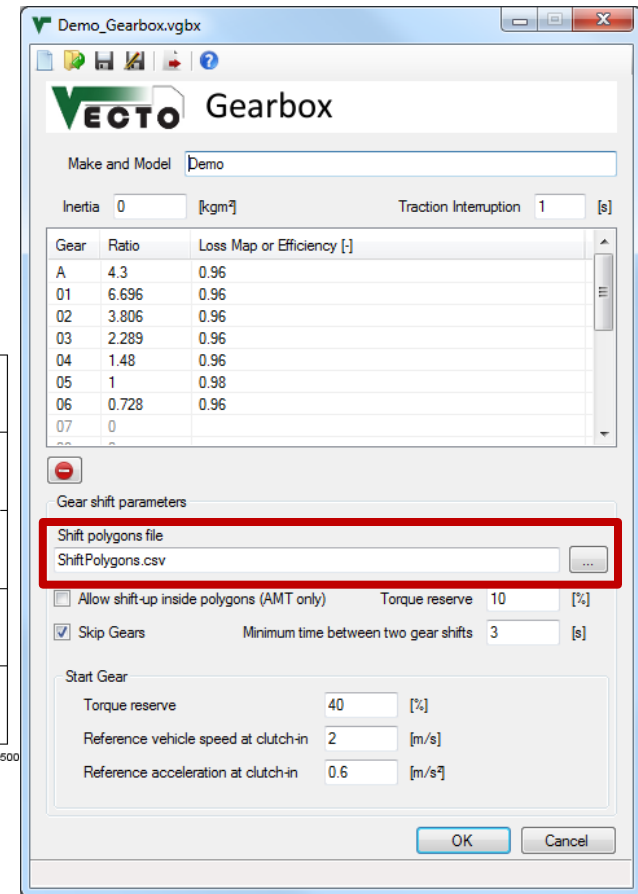 Demo_Gearbox.vgbx
VECTO Gearbox
Make and Model Demo
Inertia 0 [kgm²] Traction Interruption 1 [s]
Gear Ratio Loss Map or Efficiency [-]
A 4.3 0.96
01 6.696 0.96
02 3.806 0.96
03 2.289 0.96
04 1.48 0.96
05 1 0.98
06 0.728 0.96
07 0
Gear shift parameters
Shift polygons file
ShiftPolygons.csv ...
Allow shift-up inside polygons (AMT only) Torque reserve 10 [%]
Skip Gears Minimum time between two gear shifts 3 [s]
Start Gear
Torque reserve 40 [%]
Reference vehicle speed at clutch-in 2 [m/s]
500
Reference acceleration at clutch-in 0.6 [m/s²]
OK Cancel